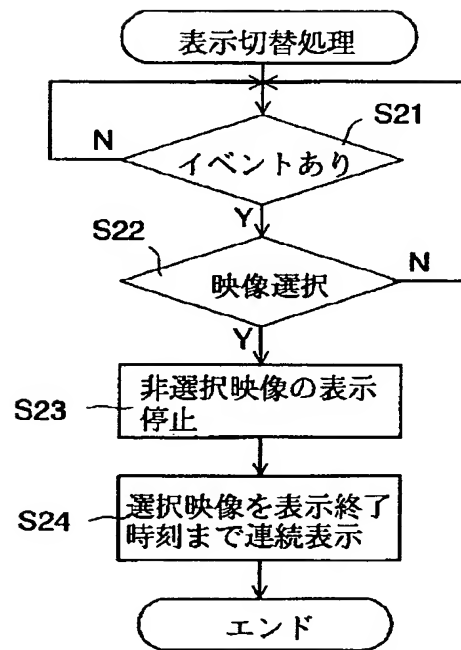 表示切替処理
S21
N
イベントあり
Y
S22
N
映像選択
Y
非選択映像の表示
停止
S23
選択映像を表示終了
時刻まで連続表示
S24
エンド